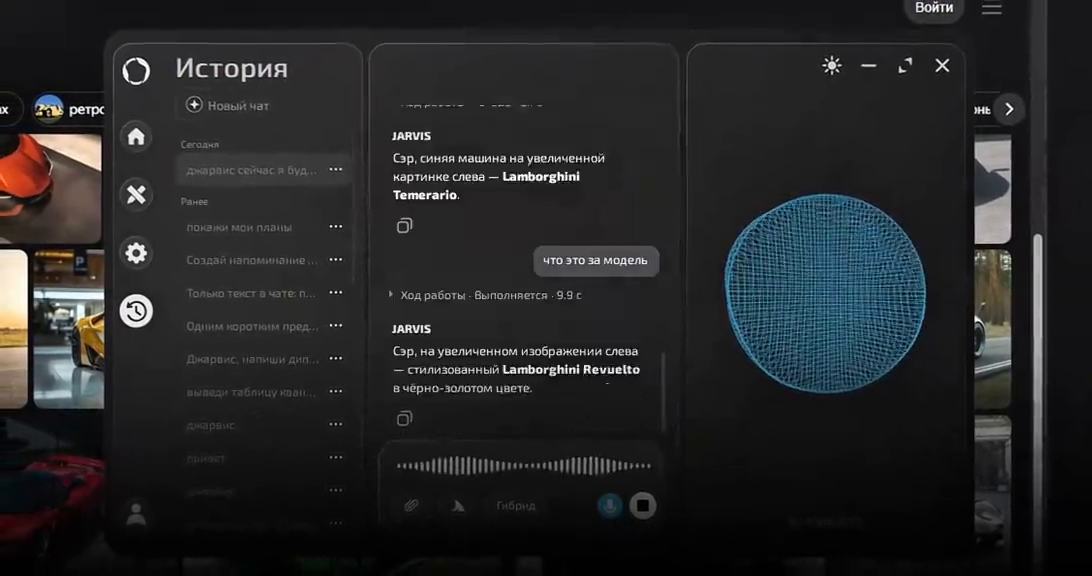 Войти
ретро
История
Новый чат
Сегодня
джарвис сейчас я буд...
Ранее
покажи мои планы
Создай напоминание ...
Только текст в чате: п...
Одним коротким пред...
Джарвис, напиши дип...
выведи таблицу кван...
джарвис
привет
JARVIS
Сэр, синяя машина на увеличенной
картинке слева — Lamborghini
Temerario.
что это за модель
Ход работы · Выполняется · 9.9 с
JARVIS
Сэр, на увеличенном изображении слева
— стилизованный Lamborghini Revuelto
в чёрно-золотом цвете.
Гибрид